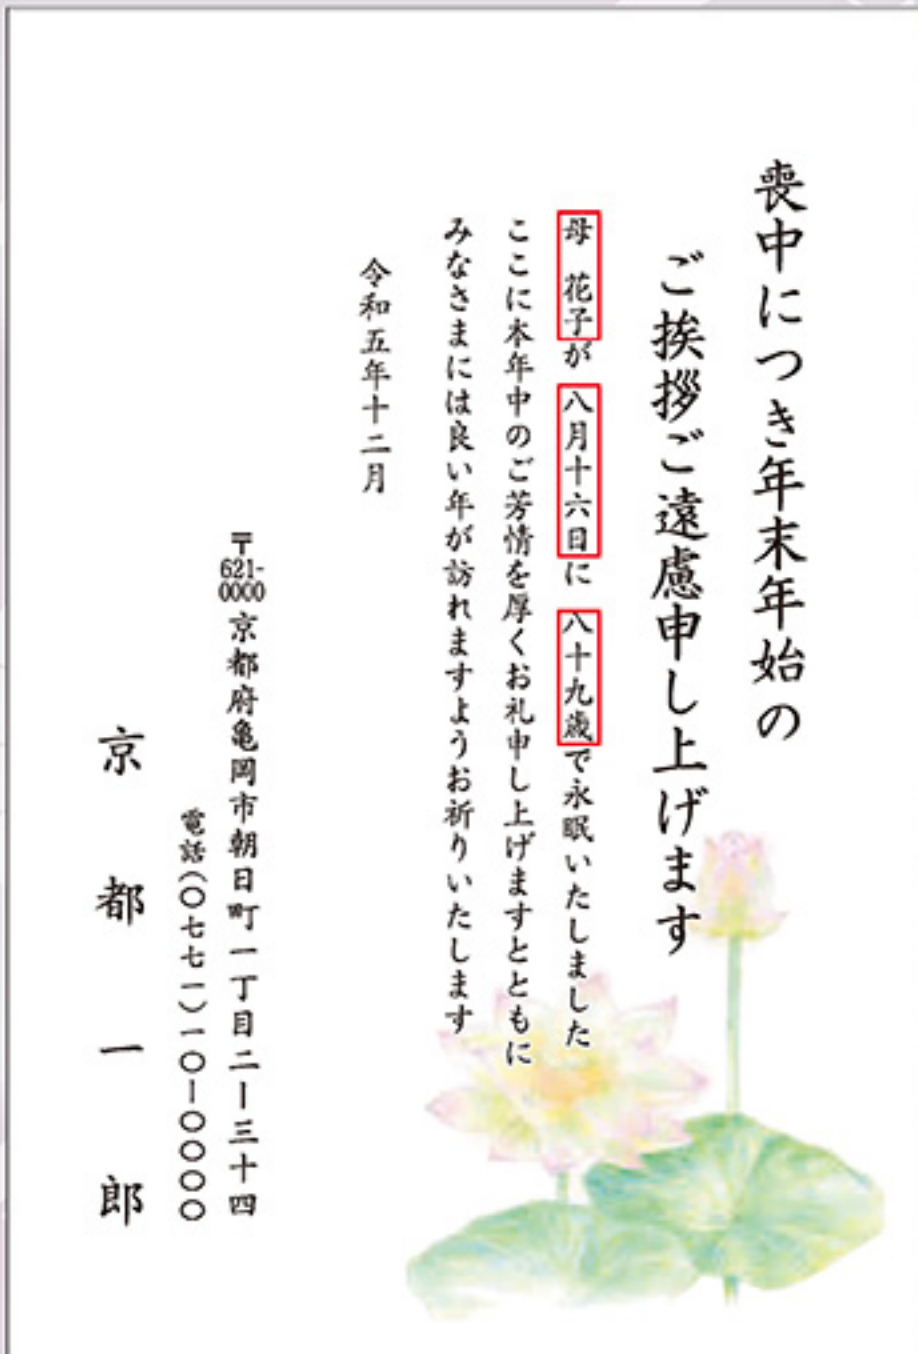 喪中につき年末年始の
ご挨拶ご遠慮申し上げます
母 花子が 八月十六日に 八十九歳で永眠いたしました
ここに本年中のご芳情を厚くお礼申し上げますとともに
みなさまには良い年が訪れますようお祈りいたします
令和五年十二月
〒621-0000 京都府亀岡市朝日町一丁目二ー三十四
電話(〇七七一)一〇ー〇〇〇〇
京都一郎